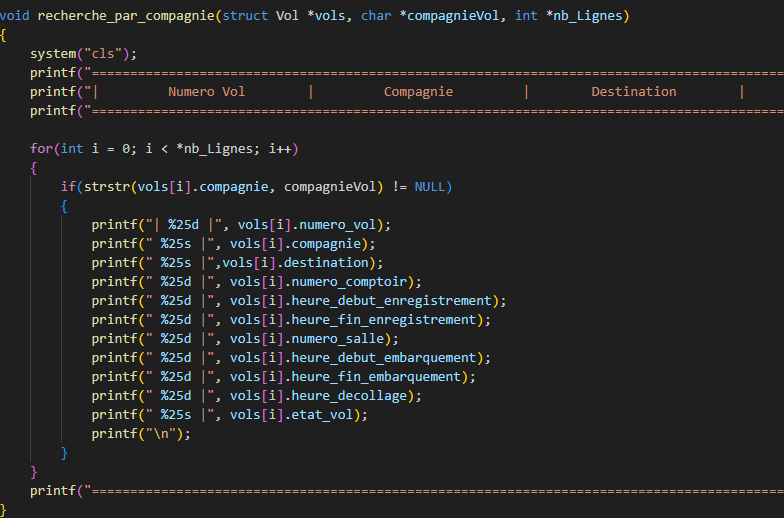 void recherche_par_compagnie(struct Vol *vols, char *compagnieVol, int *nb_Lignes)
{
    system("cls");
    printf("==========================================================================================
    printf("|         Numero Vol        |         Compagnie         |        Destination        |
    printf("==========================================================================================

    for(int i = 0; i < *nb_Lignes; i++)
    {
        if(strstr(vols[i].compagnie, compagnieVol) != NULL)
        {
            printf("| %25d |", vols[i].numero_vol);
            printf(" %25s |", vols[i].compagnie);
            printf(" %25s |",vols[i].destination);
            printf(" %25d |", vols[i].numero_comptoir);
            printf(" %25d |", vols[i].heure_debut_enregistrement);
            printf(" %25d |", vols[i].heure_fin_enregistrement);
            printf(" %25d |", vols[i].numero_salle);
            printf(" %25d |", vols[i].heure_debut_embarquement);
            printf(" %25d |", vols[i].heure_fin_embarquement);
            printf(" %25d |", vols[i].heure_decollage);
            printf(" %25s |", vols[i].etat_vol);
            printf("\n");
        }
    }
    printf("==========================================================================================
}